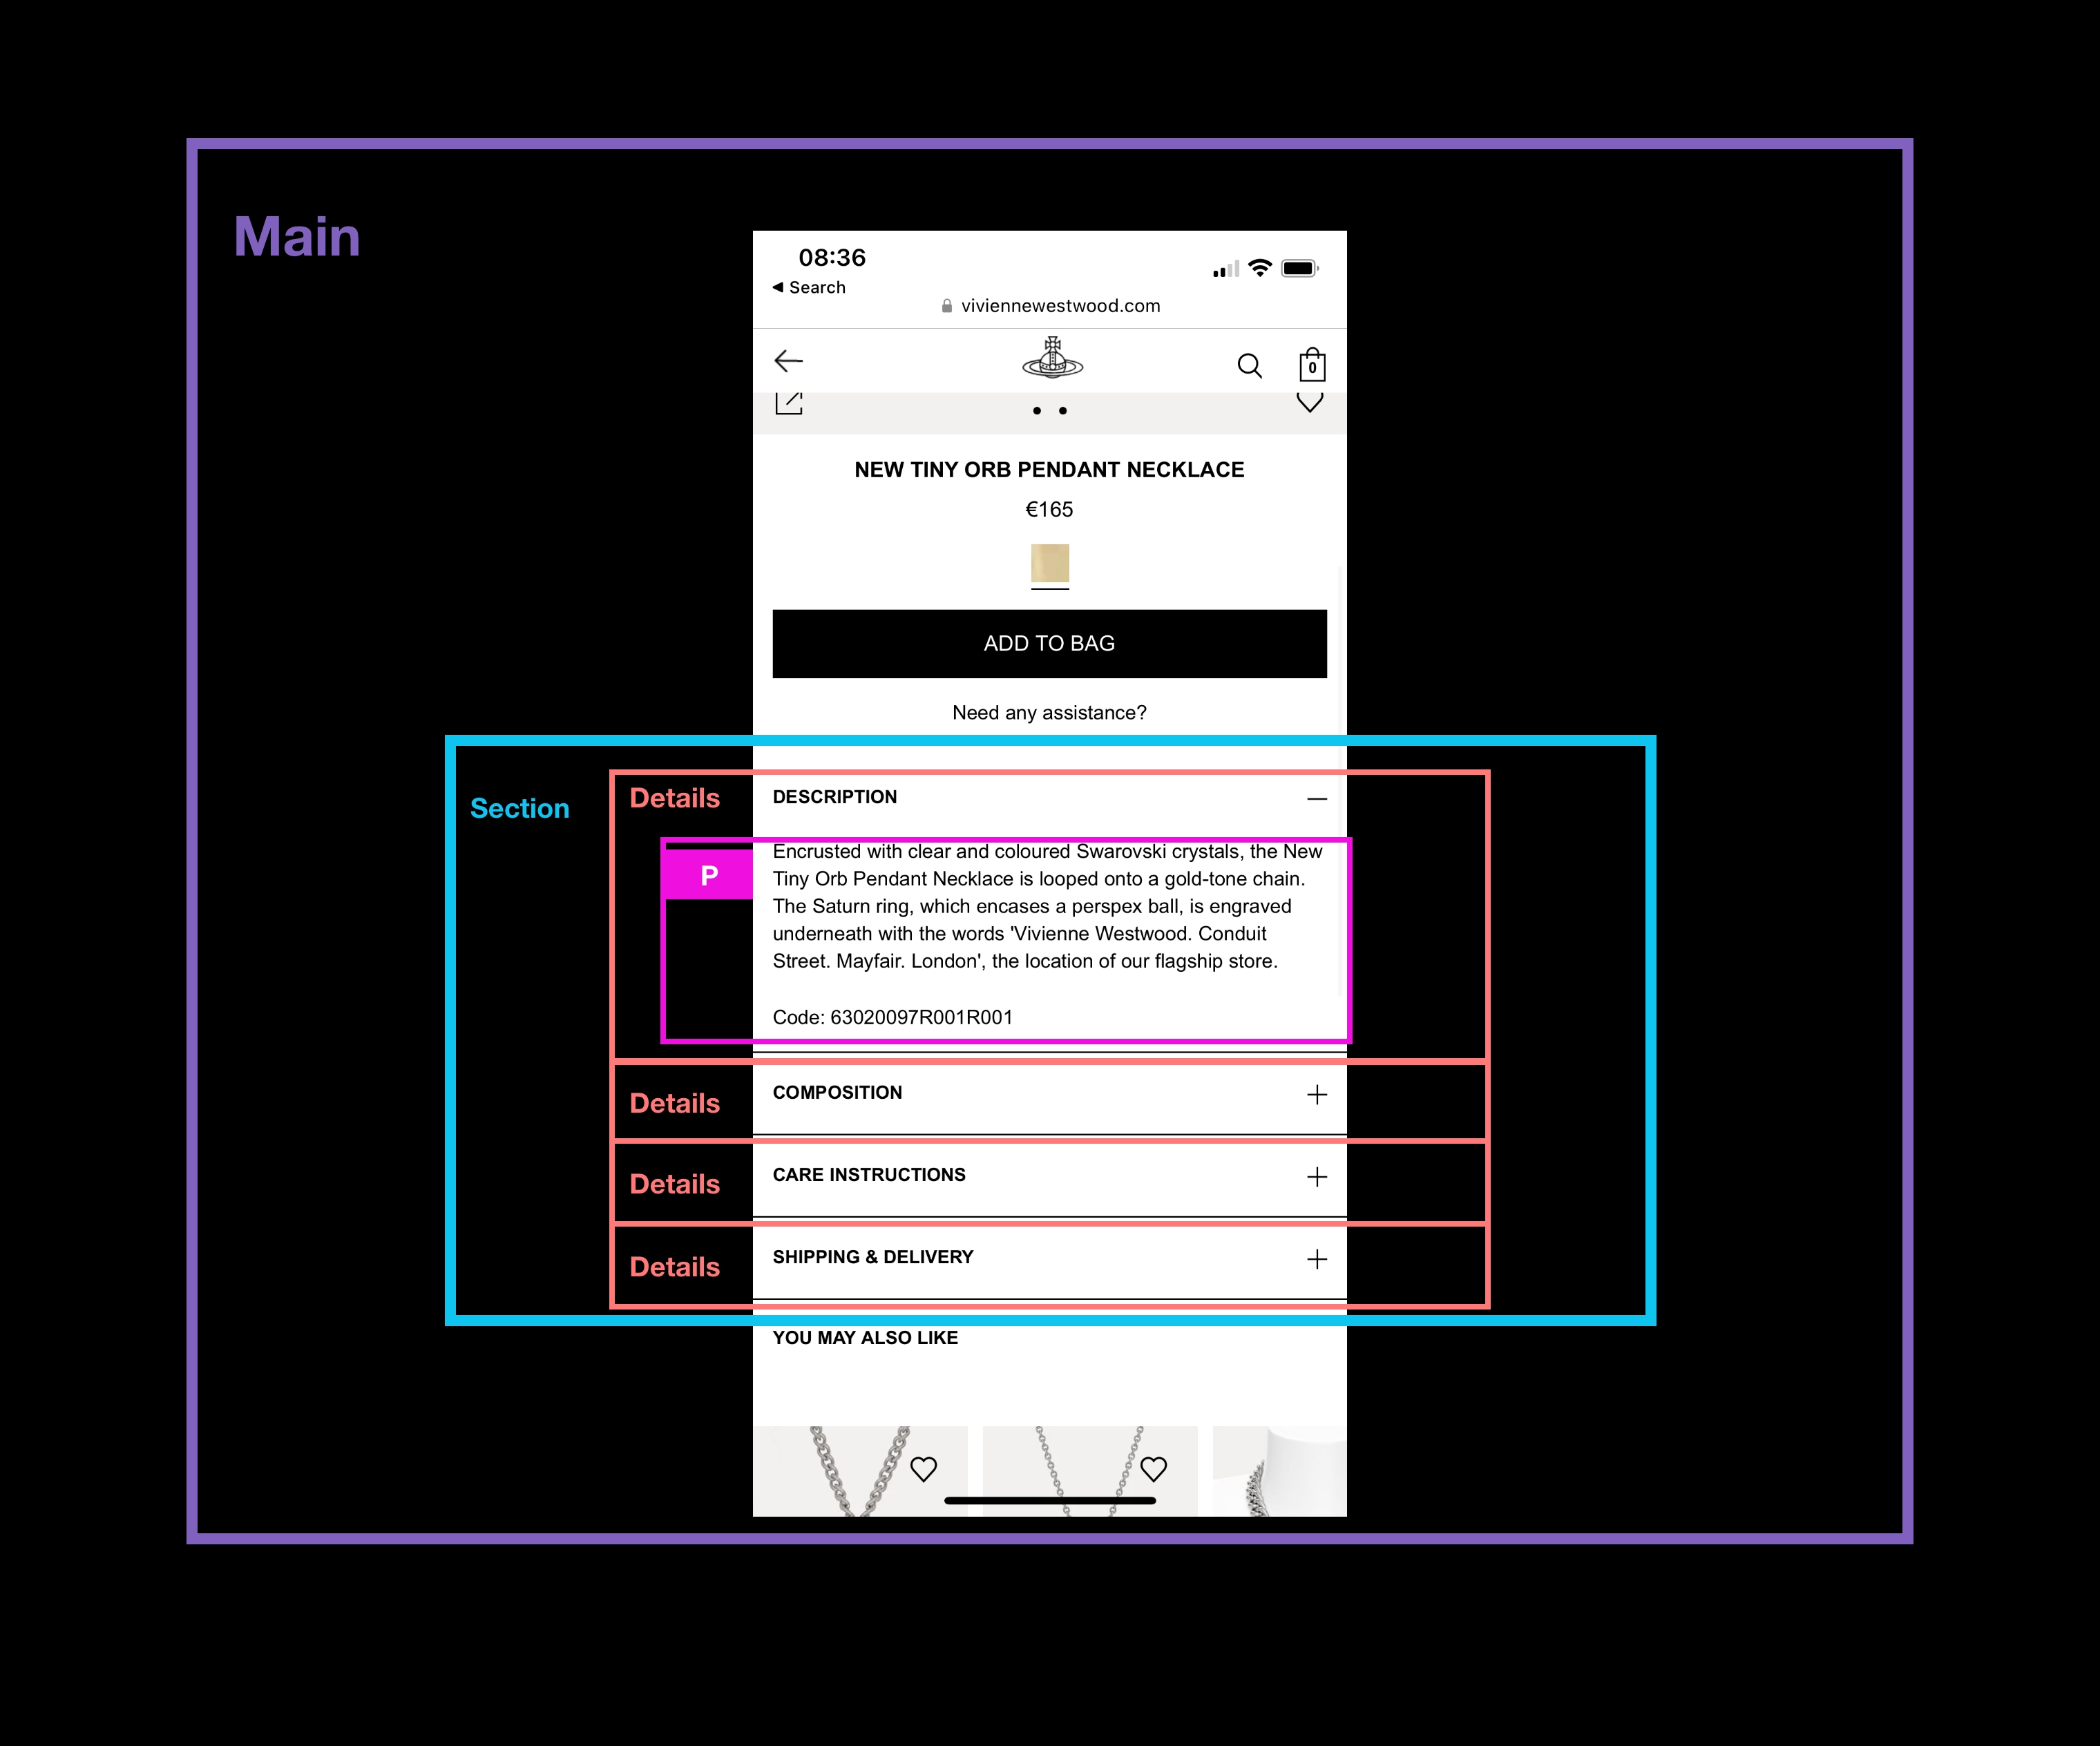 Main
08:36
◀ Search
viviennewestwood.com
0
NEW TINY ORB PENDANT NECKLACE
€165
ADD TO BAG
Need any assistance?
Section
Details
DESCRIPTION
P
Encrusted with clear and coloured Swarovski crystals, the New
Tiny Orb Pendant Necklace is looped onto a gold-tone chain.
The Saturn ring, which encases a perspex ball, is engraved
underneath with the words 'Vivienne Westwood. Conduit
Street. Mayfair. London', the location of our flagship store.
Code: 63020097R001R001
Details
COMPOSITION
Details
CARE INSTRUCTIONS
Details
SHIPPING & DELIVERY
YOU MAY ALSO LIKE